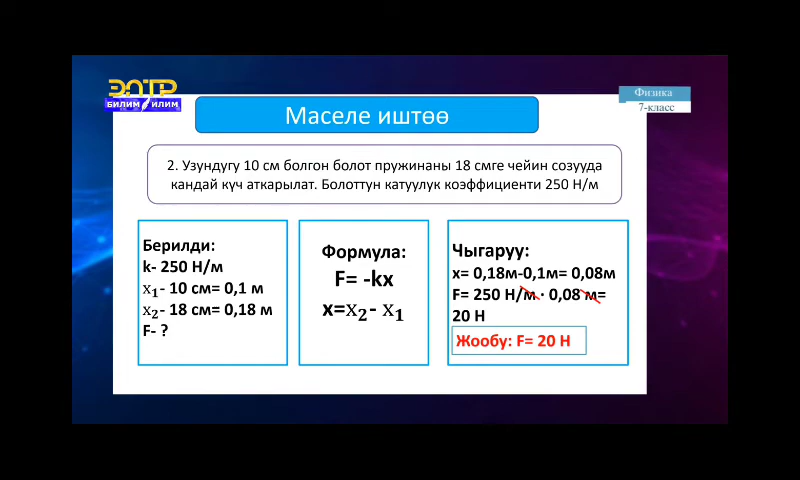 ЭЛТР
БИЛИМ ИЛИМ
Физика
7-класс
Маселе иштөө
2. Узундугу 10 см болгон болот пружинаны 18 смге чейин созууда
кандай күч аткарылат. Болоттун катуулук коэффициенти 250 Н/м
Берилди:
k- 250 Н/м
x₁- 10 см= 0,1 м
x₂- 18 см= 0,18 м
F- ?
Формула:
F= -kx
x=x₂- x₁
Чыгаруу:
x= 0,18м-0,1м= 0,08м
F= 250 Н/м · 0,08 м=
20 Н
Жообу: F= 20 Н